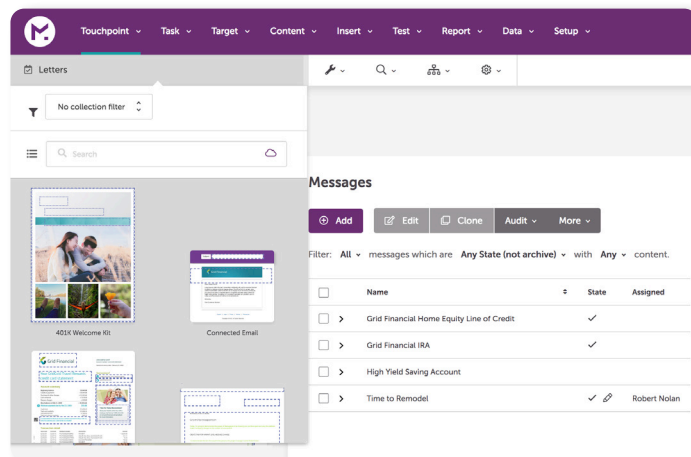 Touchpoint Task Target Content Insert Test Report Data Setup
Letters
No collection filter
Search
401K Welcome Kit
Connected Email
Grid Financial
Messages
Add Edit Clone Audit More
Filter: All messages which are Any State (not archive) with Any content.
Name State Assigned
Grid Financial Home Equity Line of Credit
Grid Financial IRA
High Yield Saving Account
Time to Remodel Robert Nolan